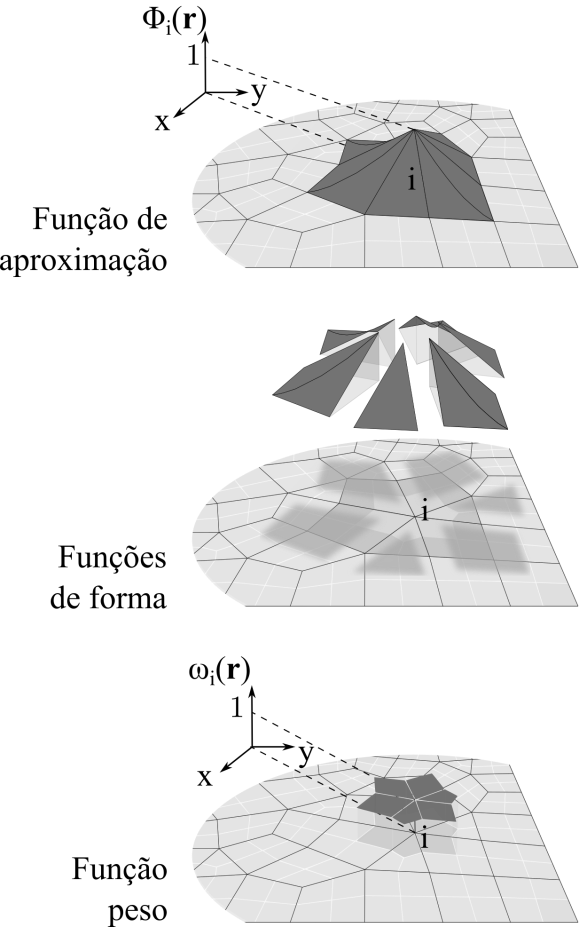 Φi(r)
1
y
x
i
Função de
aproximação
i
Funções
de forma
ωi(r)
1
y
x
i
Função
peso